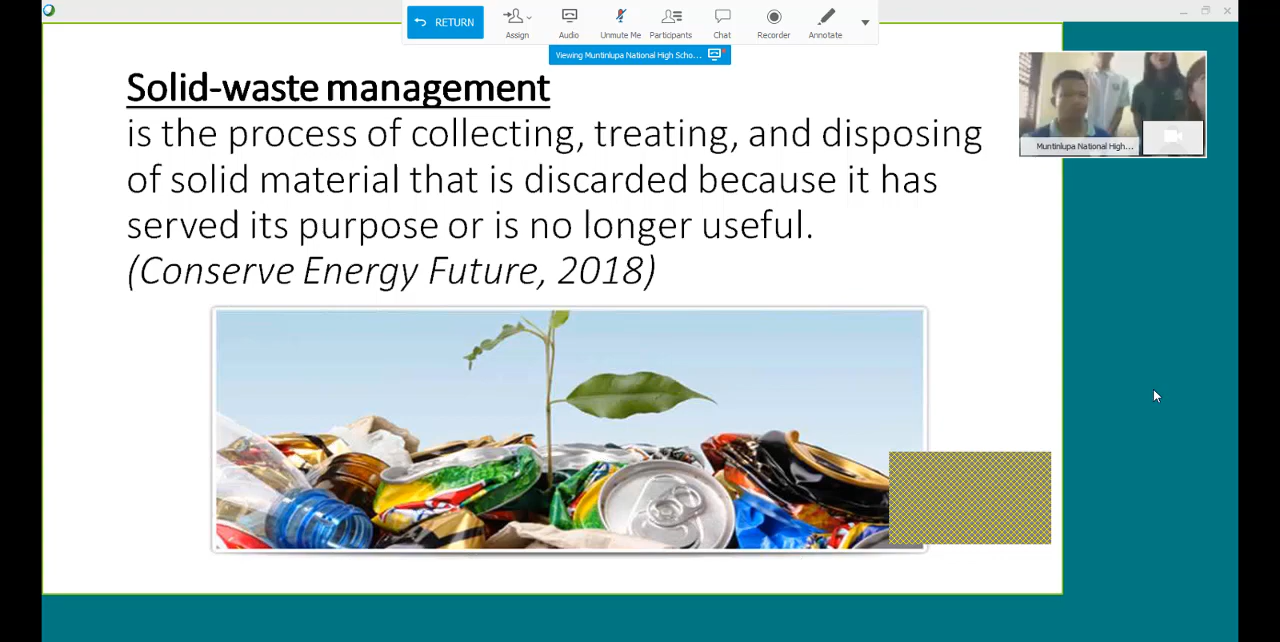 RETURN
Assign
Audio
Unmute Me
Participants
Chat
Recorder
Annotate
Viewing Muntinlupa National High Scho...
Solid-waste management
is the process of collecting, treating, and disposing
of solid material that is discarded because it has
served its purpose or is no longer useful.
(Conserve Energy Future, 2018)
Muntinlupa National High...